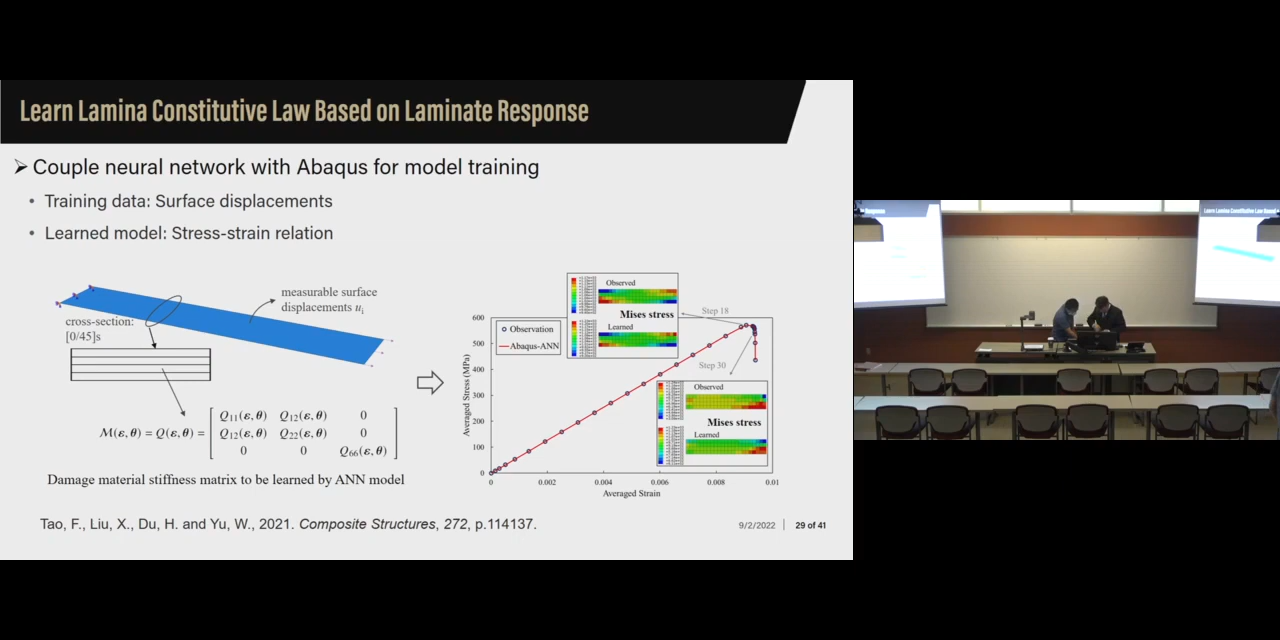 Learn Lamina Constitutive Law Based on Laminate Response
➢ Couple neural network with Abaqus for model training
• Training data: Surface displacements
• Learned model: Stress-strain relation
measurable surface
displacements uᵢ
cross-section:
[0/45]s
ℳ(ε,θ) = Q(ε,θ) =
Q₁₁(ε,θ) Q₁₂(ε,θ) 0
Q₁₂(ε,θ) Q₂₂(ε,θ) 0
0 0 Q₆₆(ε,θ)
Damage material stiffness matrix to be learned by ANN model
Observed
Mises stress
Learned
Step 18
Observation
Abaqus-ANN
Step 30
Observed
Mises stress
Learned
Averaged Stress (MPa)
600
500
400
300
200
100
0
0 0.002 0.004 0.006 0.008 0.01
Averaged Strain
Tao, F., Liu, X., Du, H. and Yu, W., 2021. Composite Structures, 272, p.114137.
9/2/2022 | 29 of 41
Learn Lamina Constitutive Law Based